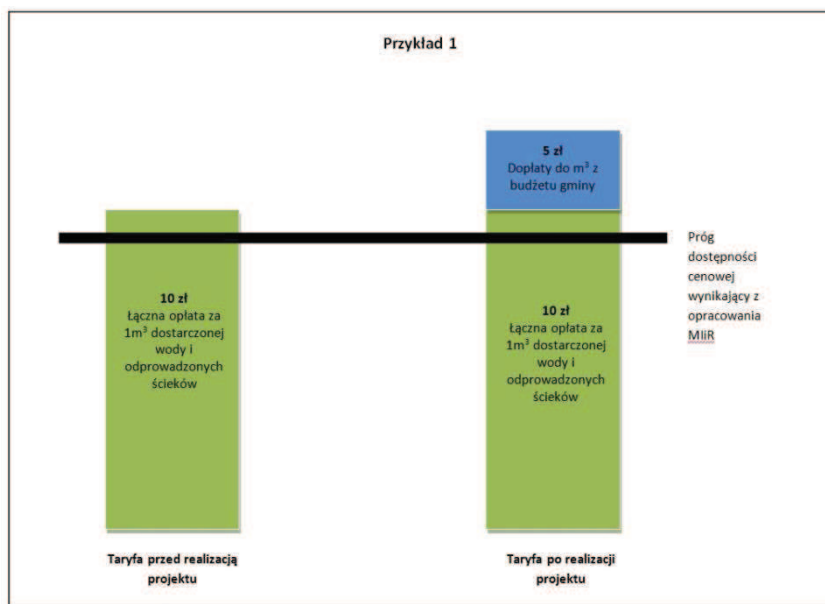 Przykład 1
5 zł
Dopłaty do m³ z
budżetu gminy
Próg
dostępności
cenowej
wynikający z
opracowania
MIiR
10 zł
Łączna opłata za
1m³ dostarczonej
wody i
odprowadzonych
ścieków
10 zł
Łączna opłata za
1m³ dostarczonej
wody i
odprowadzonych
ścieków
Taryfa przed realizacją
projektu
Taryfa po realizacji
projektu